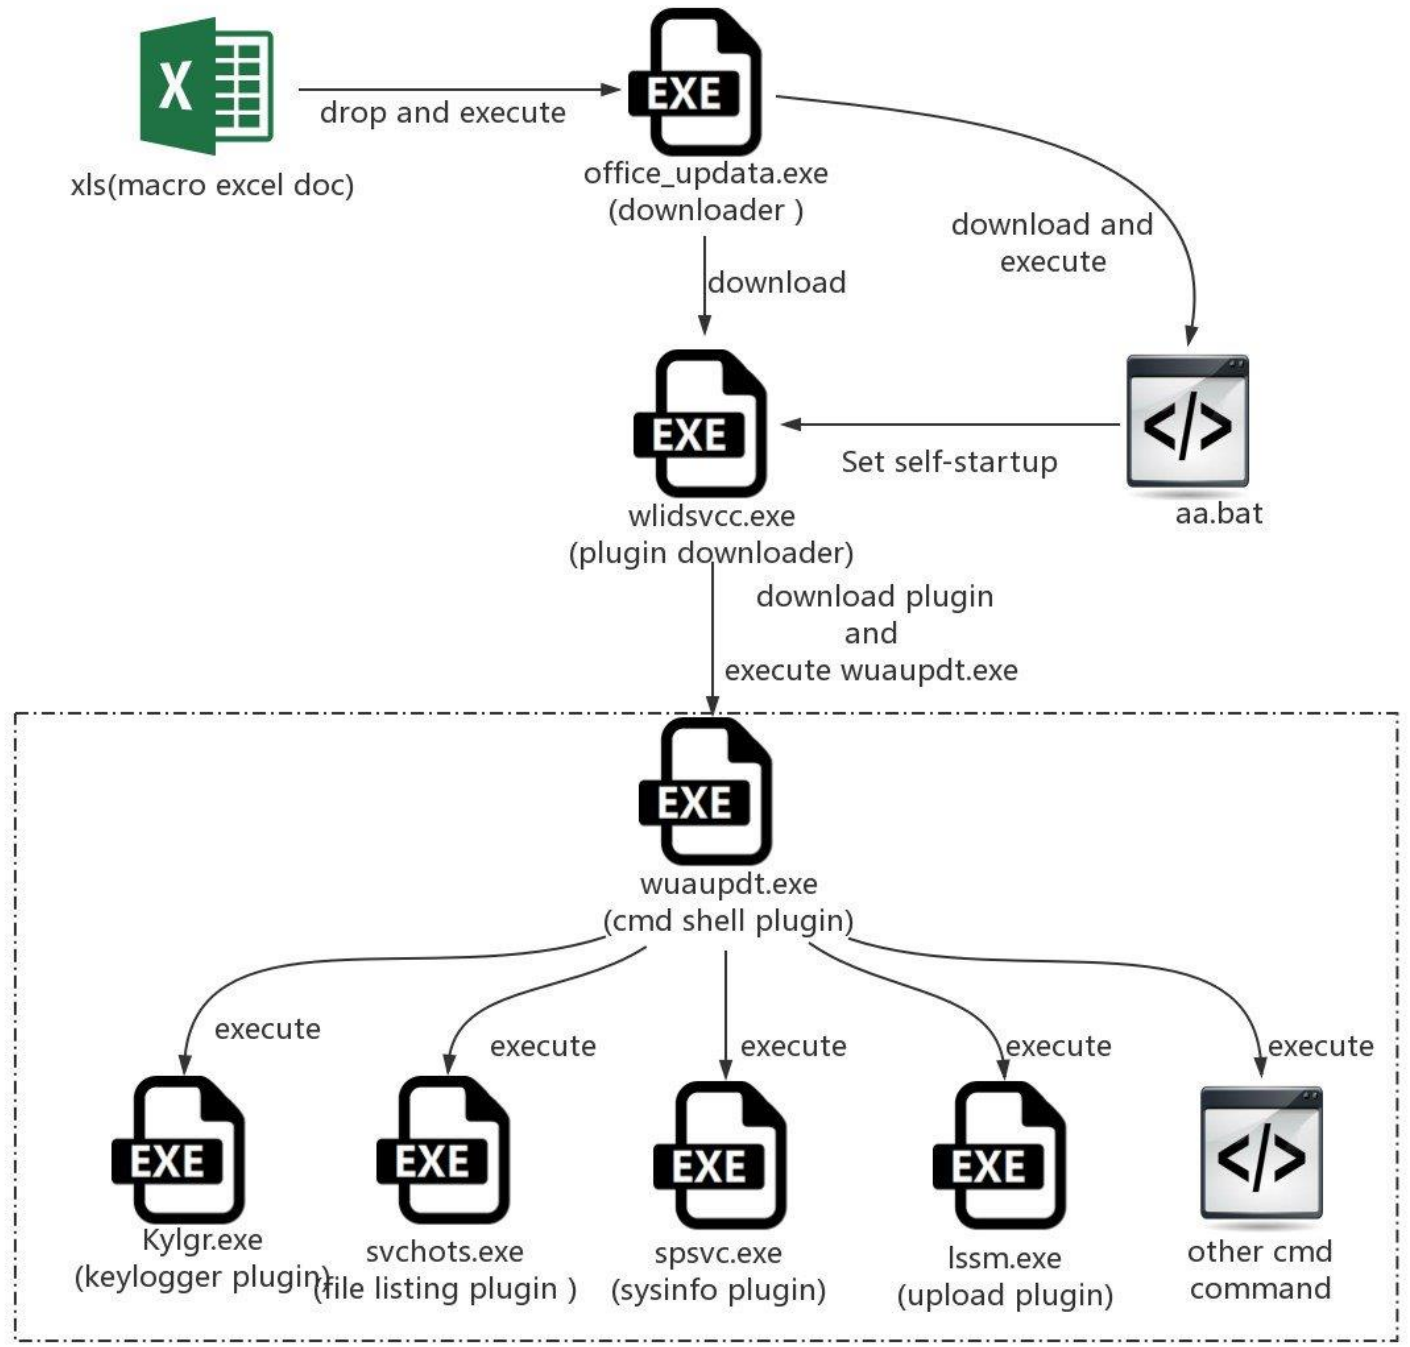 X
drop and execute
xls(macro excel doc)
EXE
office_updata.exe
(downloader )
download and
execute
download
EXE
</>
Set self-startup
wlidsvcc.exe
(plugin downloader)
aa.bat
download plugin
and
execute wuaupdt.exe
EXE
wuaupdt.exe
(cmd shell plugin)
execute
execute
execute
execute
execute
EXE
EXE
EXE
EXE
</>
Kylgr.exe
(keylogger plugin)
svchots.exe
(file listing plugin )
spsvc.exe
(sysinfo plugin)
lssm.exe
(upload plugin)
other cmd
command